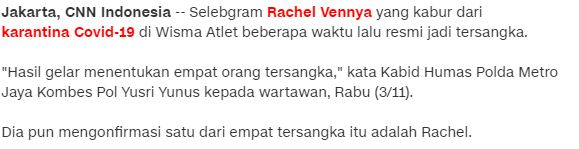 Jakarta, CNN Indonesia -- Selebgram Rachel Vennya yang kabur dari
karantina Covid-19 di Wisma Atlet beberapa waktu lalu resmi jadi tersangka.
"Hasil gelar menentukan empat orang tersangka," kata Kabid Humas Polda Metro
Jaya Kombes Pol Yusri Yunus kepada wartawan, Rabu (3/11).
Dia pun mengonfirmasi satu dari empat tersangka itu adalah Rachel.